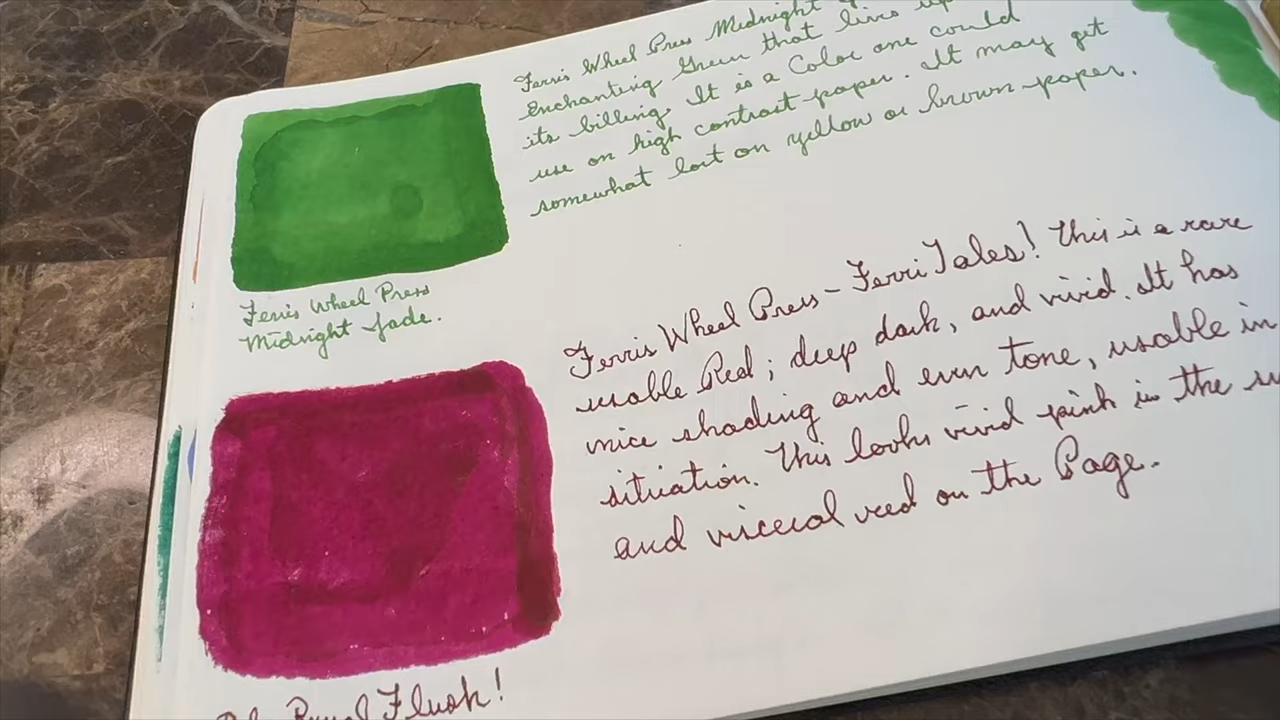 Ferris Wheel Press Midnight
Enchanting Green that lives up
its billing. It is a Color one could
use on high contrast paper. It may get
somewhat lost on yellow or brown paper.
Ferris Wheel Press
Midnight Jade.
Ferris Wheel Press - FerriTales! This is a rare
usable Red; deep dark, and vivid. It has
nice shading and even tone, usable in
situation. This looks vivid pink in the
and visceral red on the Page.
Flush!